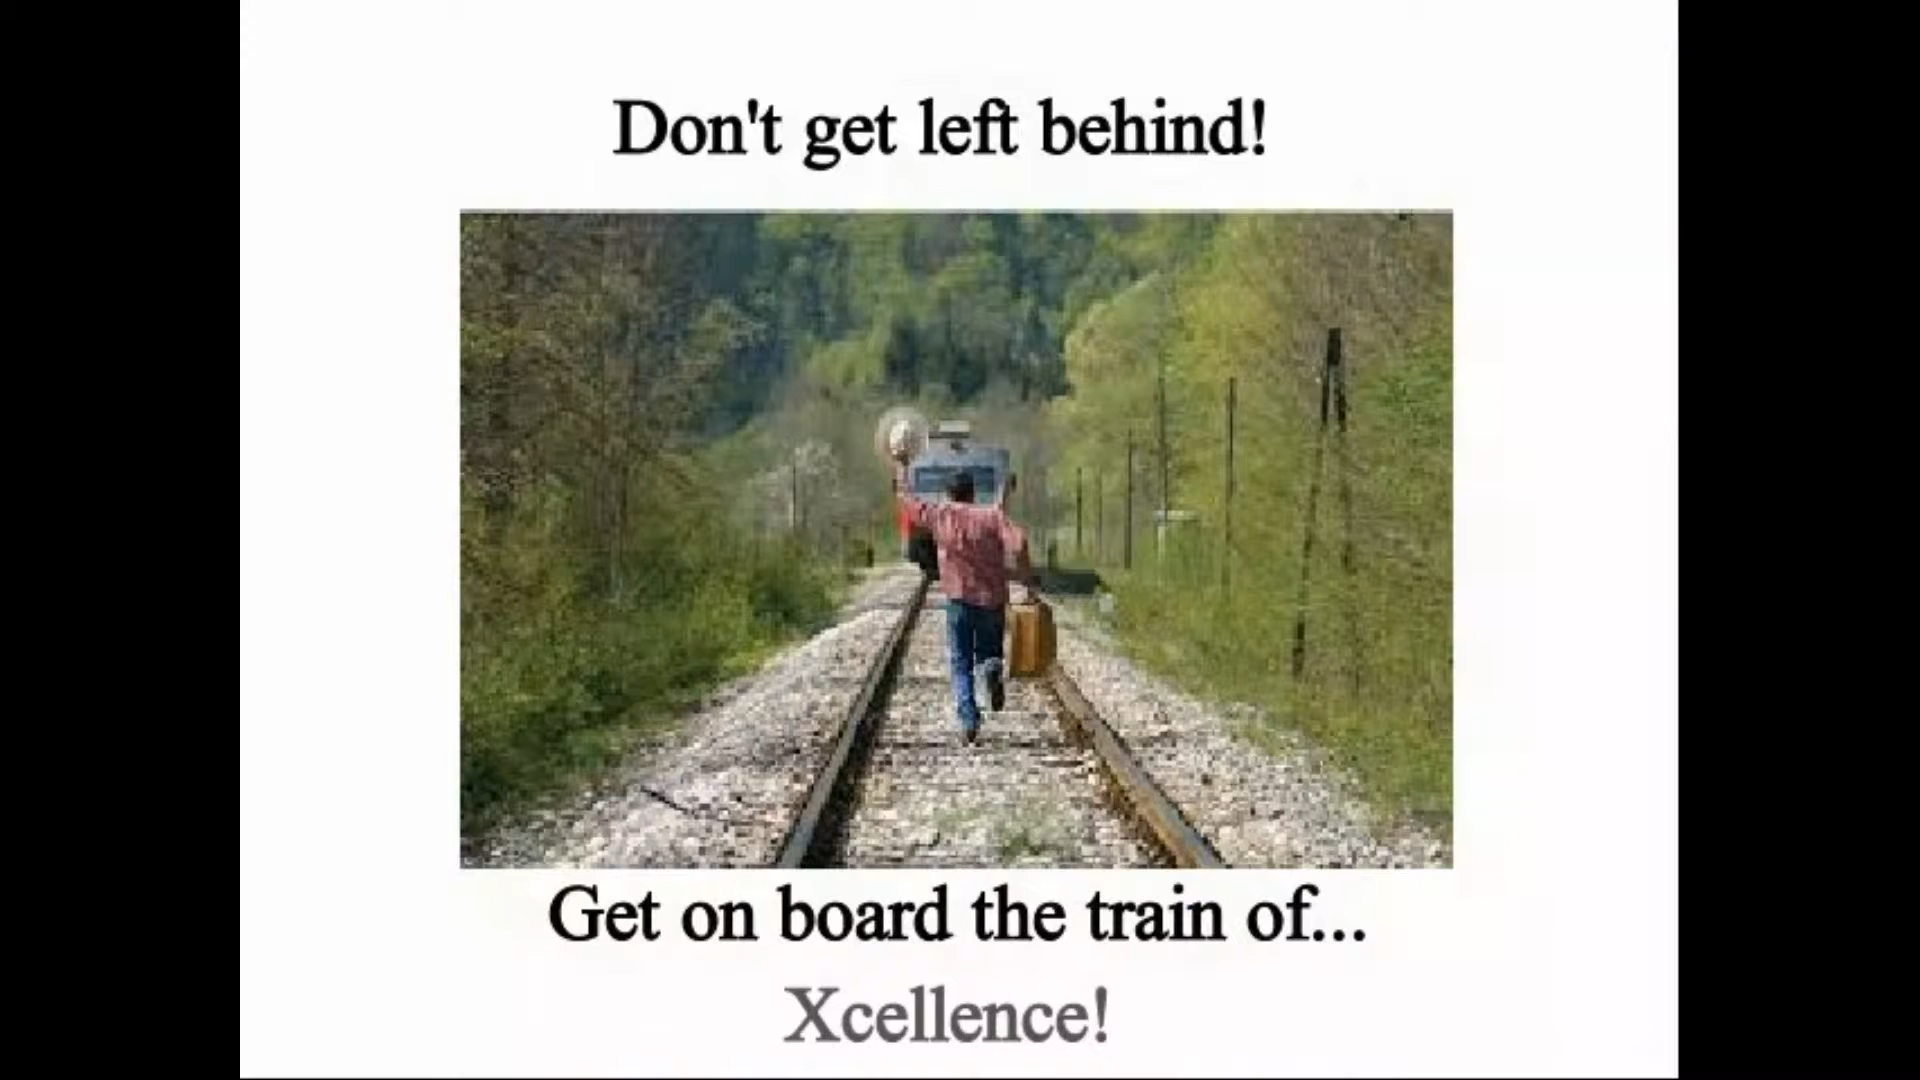 Don't get left behind!
Get on board the train of...
Xcellence!